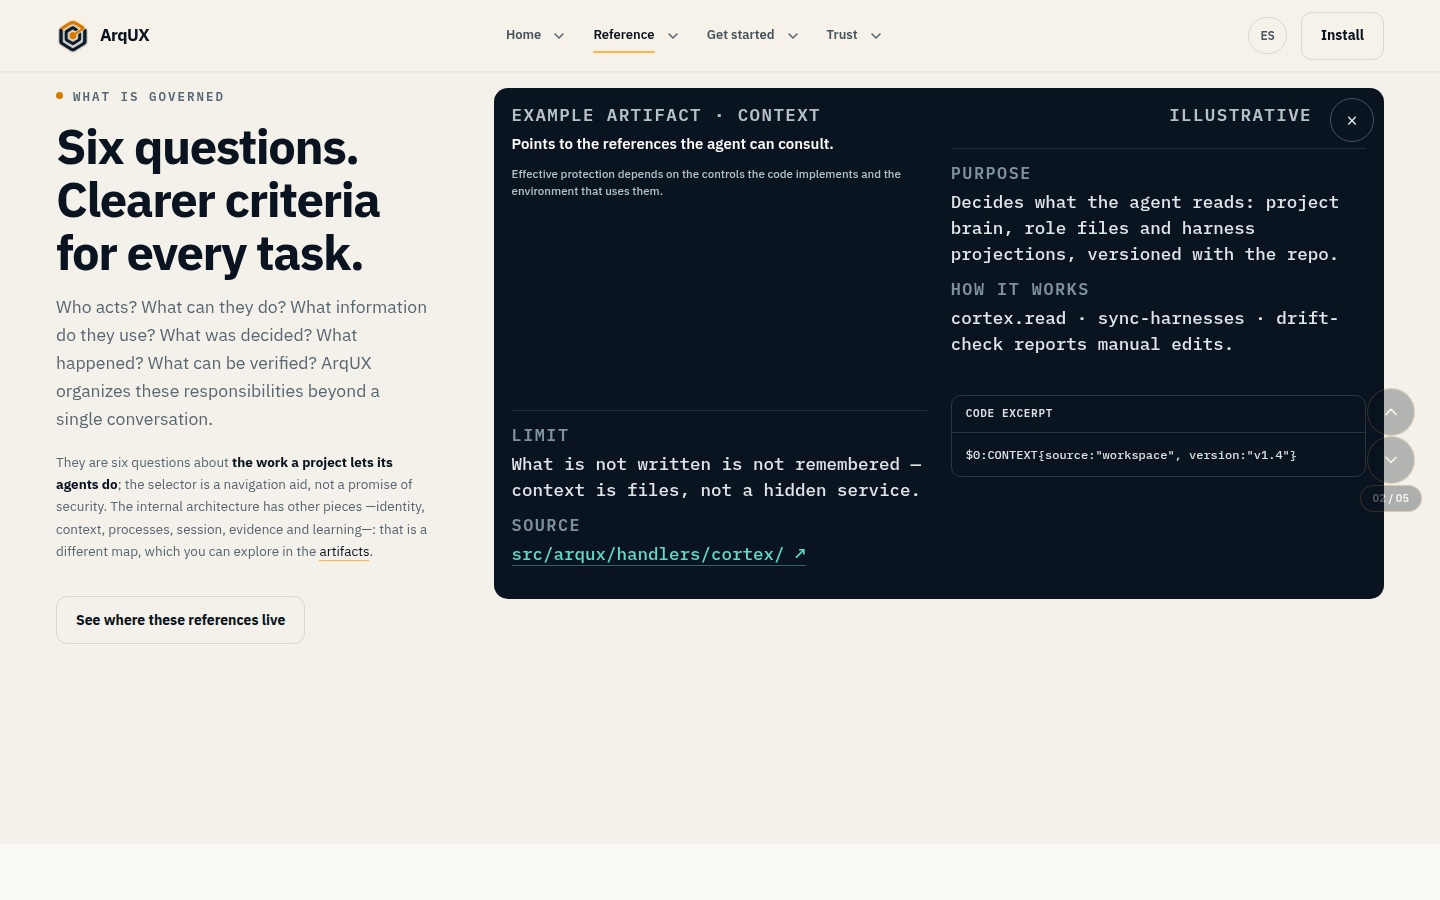 ArqUX
Home
Reference
Get started
Trust
ES
Install
WHAT IS GOVERNED
Six questions.
Clearer criteria
for every task.
Who acts? What can they do? What information
do they use? What was decided? What
happened? What can be verified? ArqUX
organizes these responsibilities beyond a
single conversation.
They are six questions about the work a project lets its
agents do; the selector is a navigation aid, not a promise of
security. The internal architecture has other pieces —identity,
context, processes, session, evidence and learning—: that is a
different map, which you can explore in the artifacts.
See where these references live
EXAMPLE ARTIFACT · CONTEXT
ILLUSTRATIVE
×
Points to the references the agent can consult.
Effective protection depends on the controls the code implements and the
environment that uses them.
LIMIT
What is not written is not remembered —
context is files, not a hidden service.
SOURCE
src/arqux/handlers/cortex/ ↗
PURPOSE
Decides what the agent reads: project
brain, role files and harness
projections, versioned with the repo.
HOW IT WORKS
cortex.read · sync-harnesses · drift-
check reports manual edits.
CODE EXCERPT
$0:CONTEXT{source:"workspace", version:"v1.4"}
02 / 05